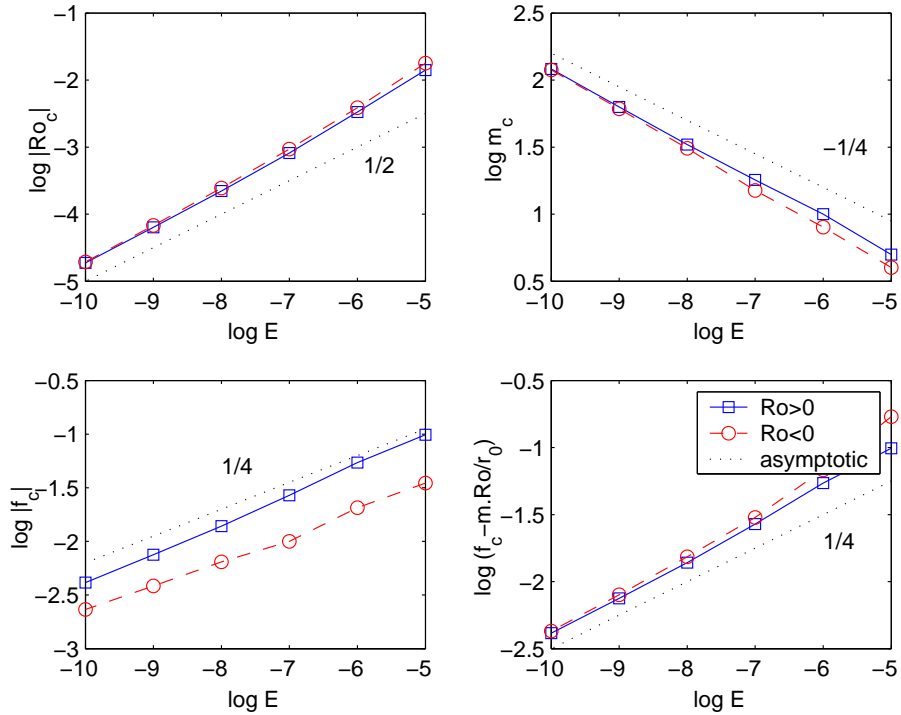 −1
−2
−3
−4
−5
log |Ro_c|
1/2
−10 −9 −8 −7 −6 −5
log E
2.5
2
1.5
1
0.5
log m_c
−1/4
−10 −9 −8 −7 −6 −5
log E
−0.5
−1
−1.5
−2
−2.5
−3
log |f_c|
1/4
−10 −9 −8 −7 −6 −5
log E
−0.5
−1
−1.5
−2
−2.5
log (f_c−m.Ro/r_0)
Ro>0
Ro<0
asymptotic
1/4
−10 −9 −8 −7 −6 −5
log E